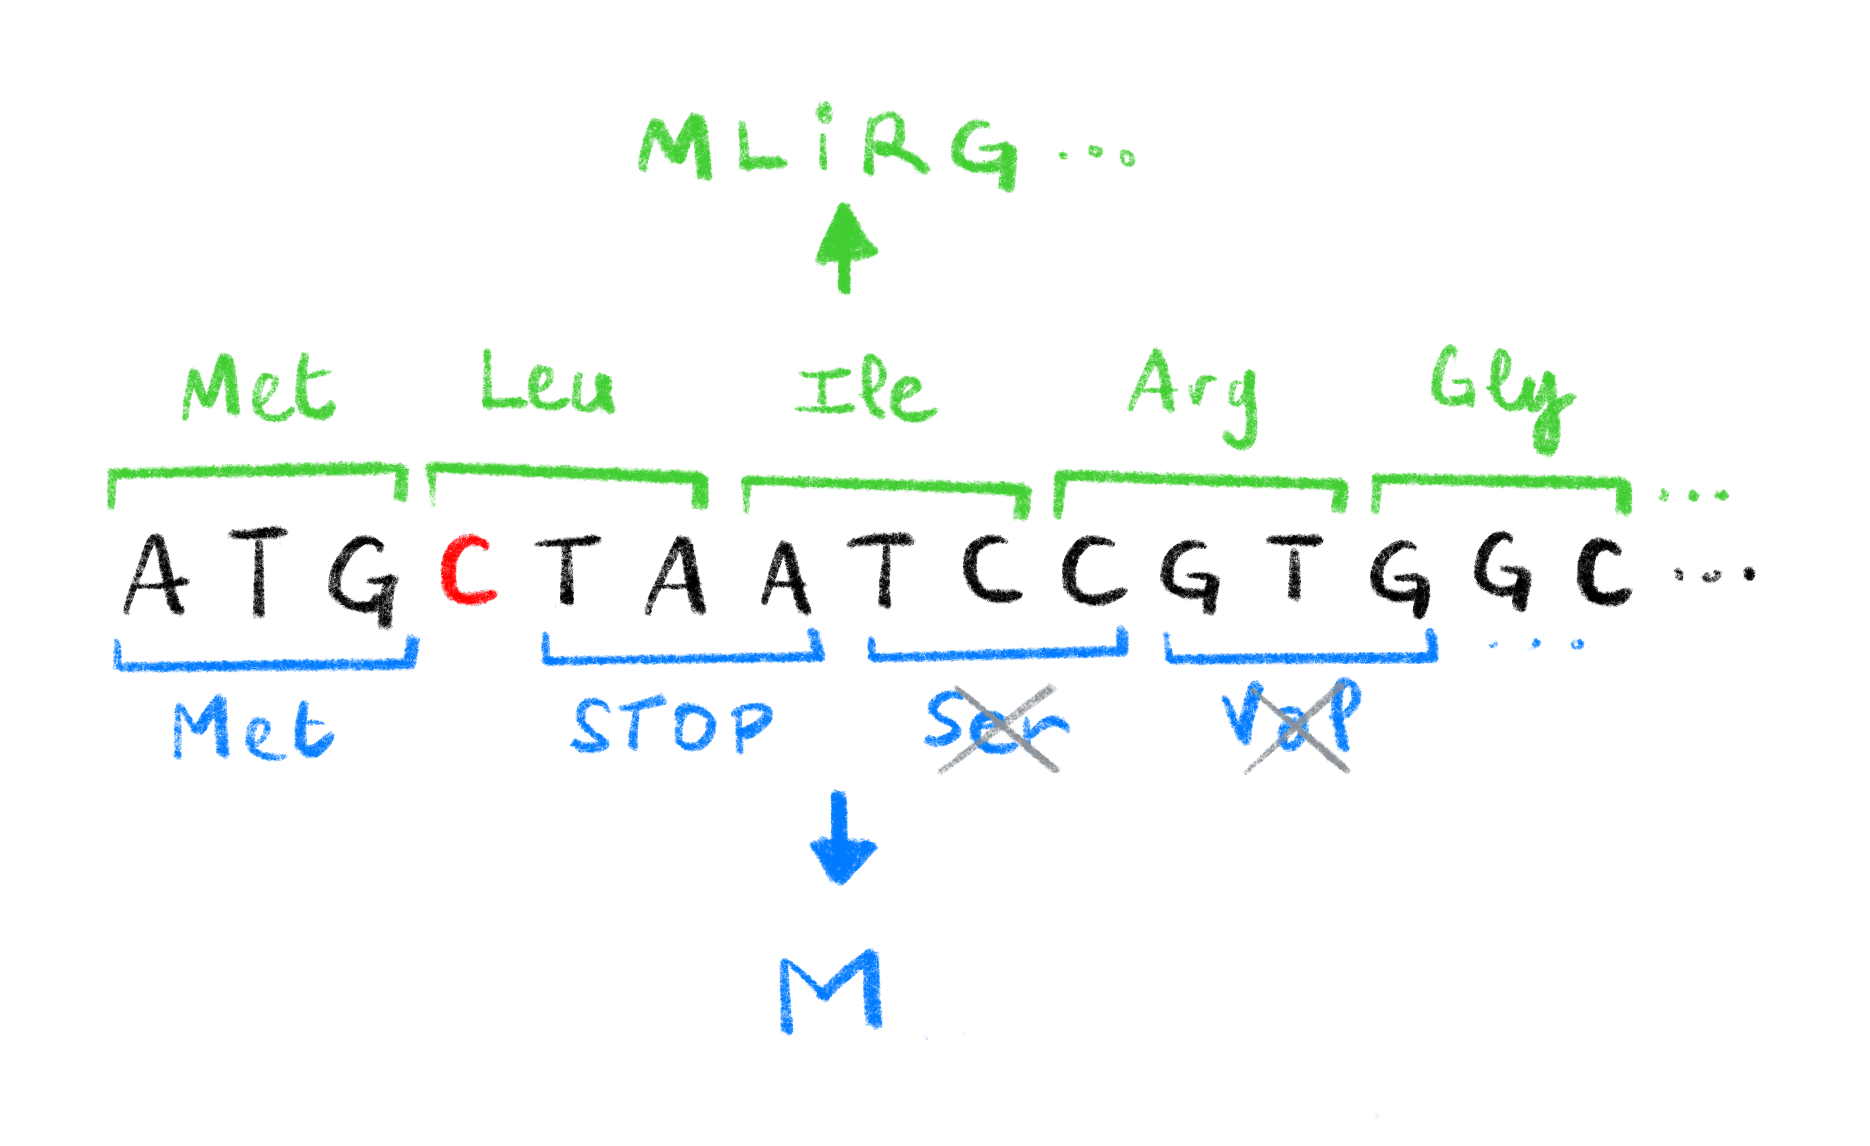 MLiRG...
Met Leu Ile Arg Gly
...
ATGCTAATCCGTGGC...
...
Met STOP Ser Val
M